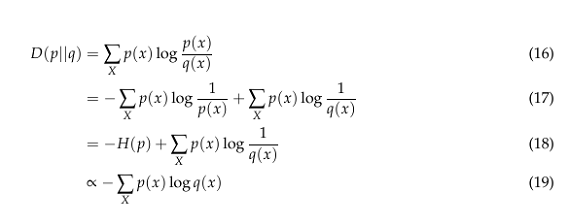 D(p||q) = ∑_X p(x) log p(x)/q(x) (16)
= −∑_X p(x) log 1/p(x) + ∑_X p(x) log 1/q(x) (17)
= −H(p) + ∑_X p(x) log 1/q(x) (18)
∝ −∑_X p(x) log q(x) (19)